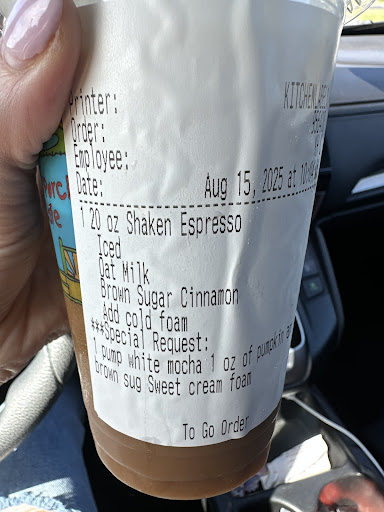 Printer:
KITCHEN
Order:
Employee:
Date:
Aug 15, 2025 at
1 20 oz Shaken Espresso
Iced
Oat Milk
Brown Sugar Cinnamon
Add cold foam
***Special Request:
1 pump white mocha 1 oz of pumpkin
brown sug Sweet cream foam
To Go Order